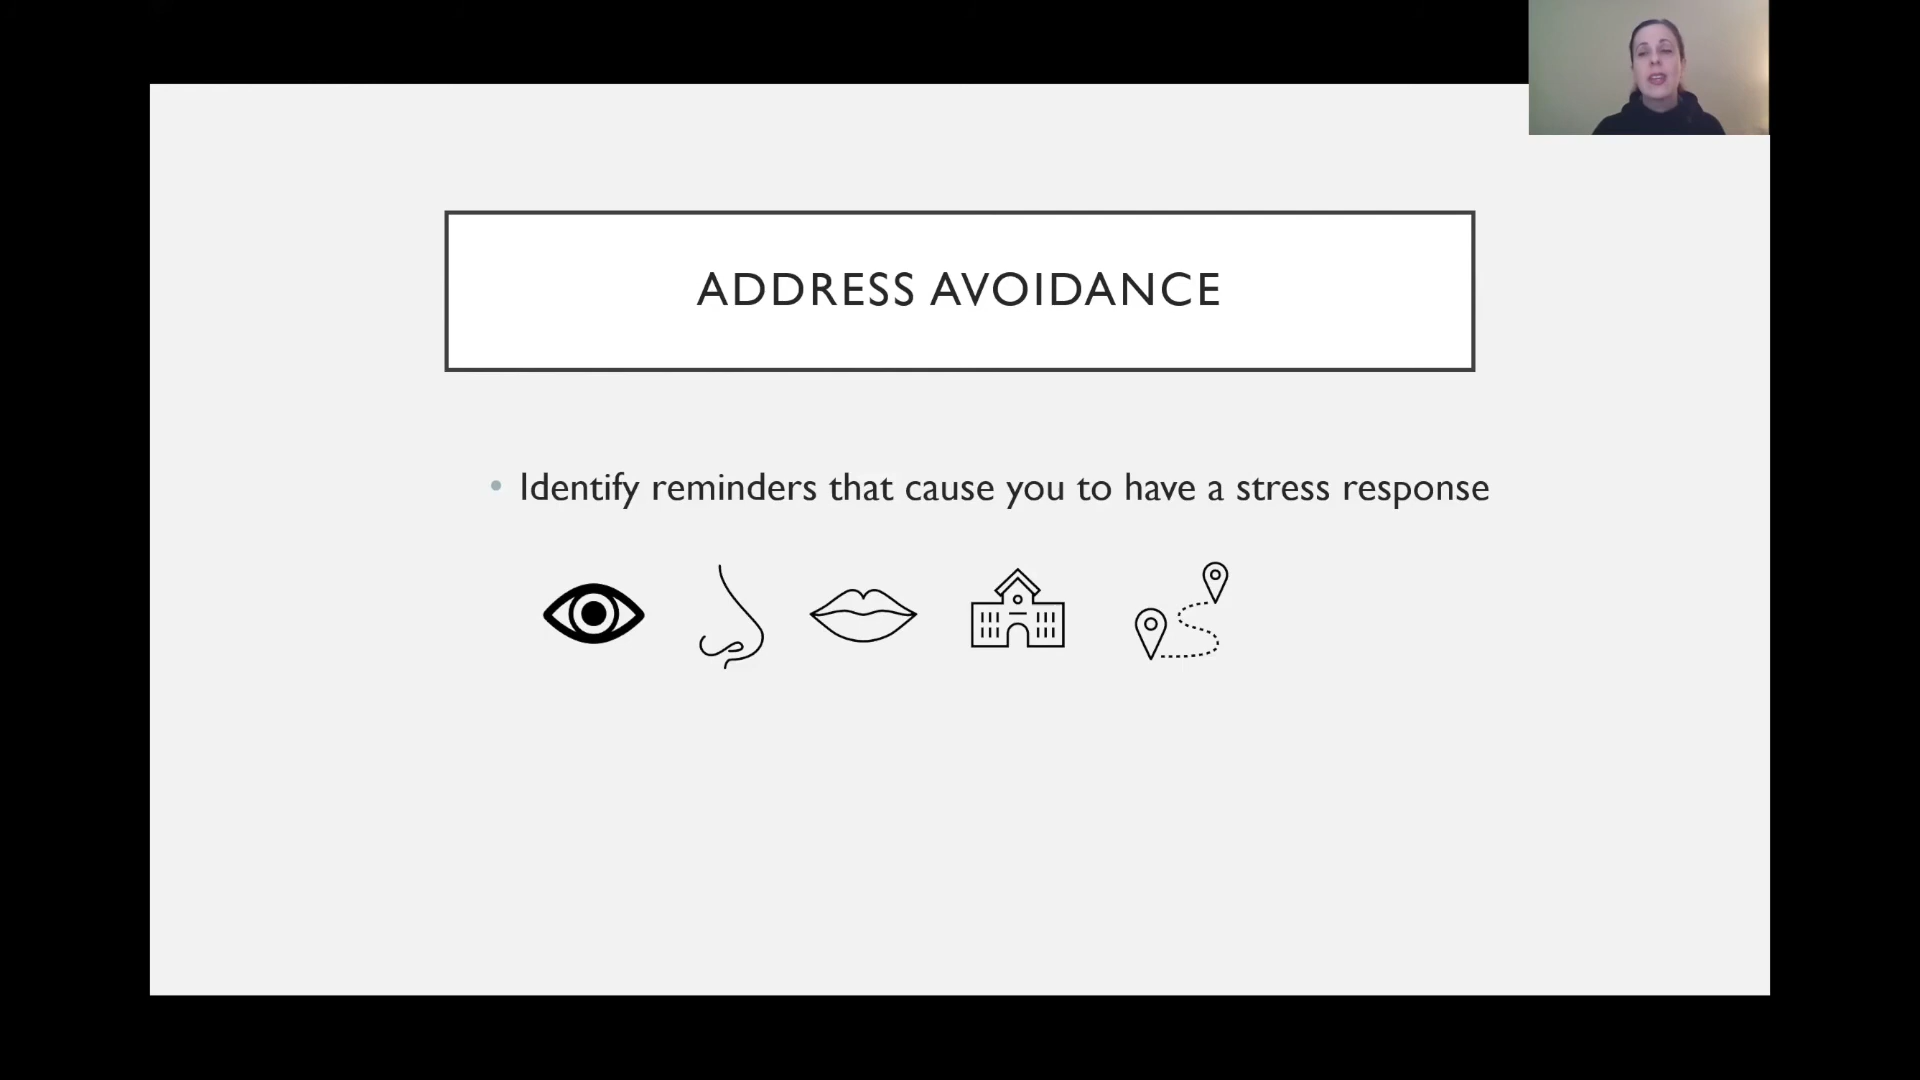 ADDRESS AVOIDANCE
• Identify reminders that cause you to have a stress response